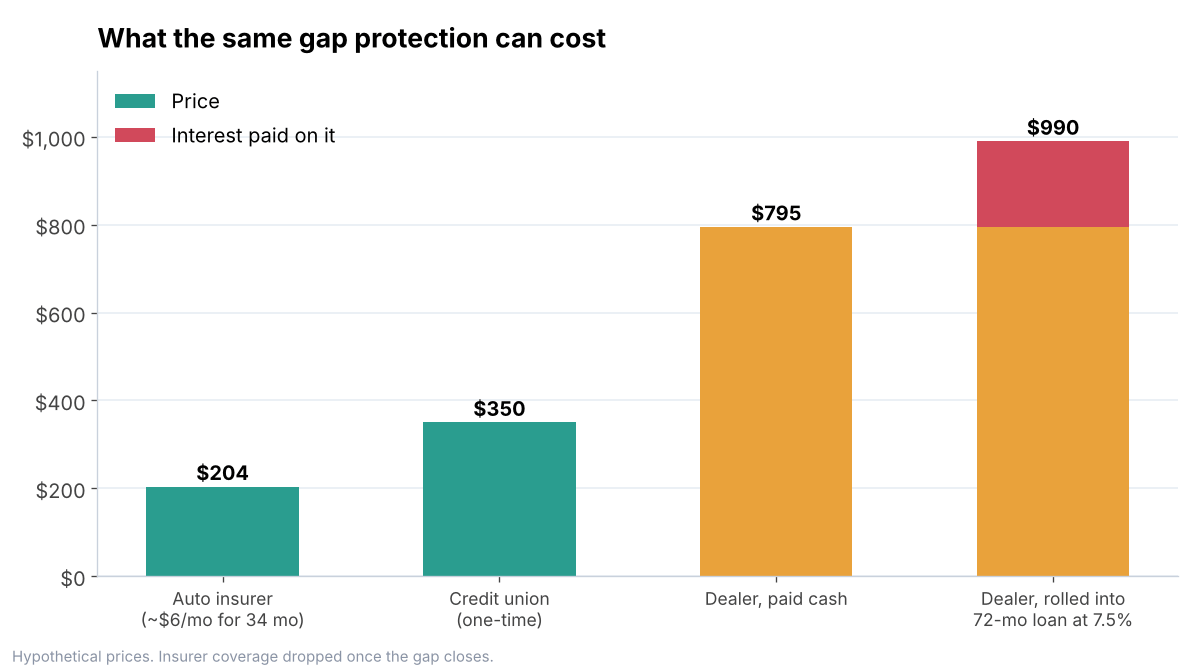 What the same gap protection can cost
Price
Interest paid on it
$1,000
$800
$600
$400
$200
$0
$204
$350
$795
$990
Auto insurer
(~$6/mo for 34 mo)
Credit union
(one-time)
Dealer, paid cash
Dealer, rolled into
72-mo loan at 7.5%
Hypothetical prices. Insurer coverage dropped once the gap closes.